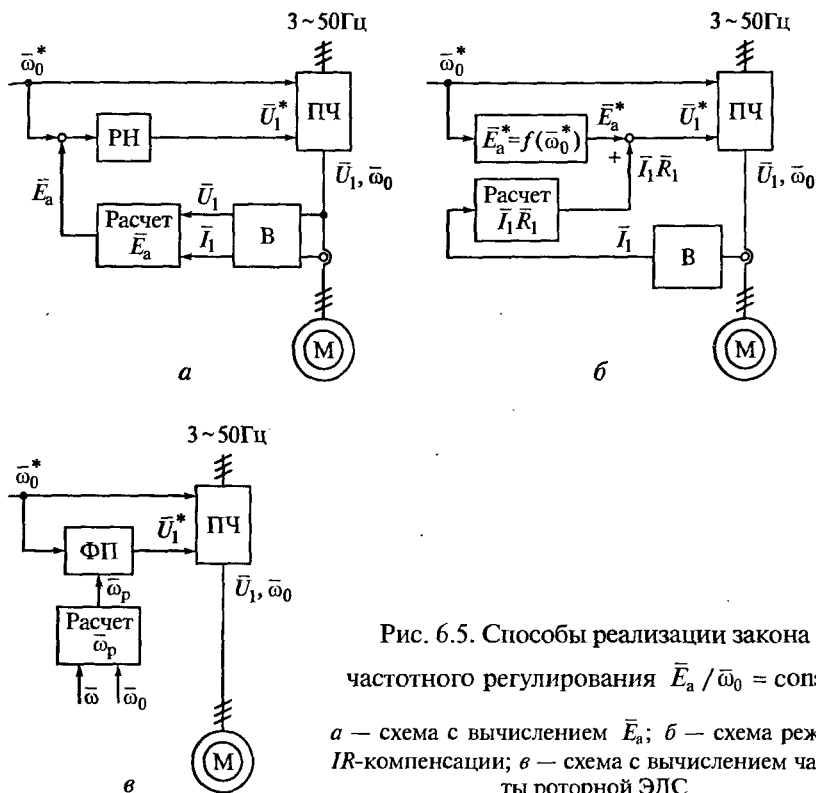 3~50Гц
ω̄₀*
ПЧ
РН
Ū₁*
Ū₁, ω̄₀
Ēₐ
Расчет
Ēₐ
Ū₁
Ī₁
В
М
а
3~50Гц
ω̄₀*
ПЧ
Ēₐ* = f(ω̄₀*)
Ēₐ*
Ū₁*
+
Ī₁R̄₁
Ū₁, ω̄₀
Расчет
Ī₁R̄₁
Ī₁
В
М
б
3~50Гц
ω̄₀*
ПЧ
ФП
Ū₁*
ω̄ₚ
Ū₁, ω̄₀
Расчет
ω̄ₚ
ω̄ ω̄₀
М
в
Рис. 6.5. Способы реализации закона
частотного регулирования Ēₐ/ω̄₀ = cons
а — схема с вычислением Ēₐ; б — схема реж
IR-компенсации; в — схема с вычислением час
ты роторной ЭДС